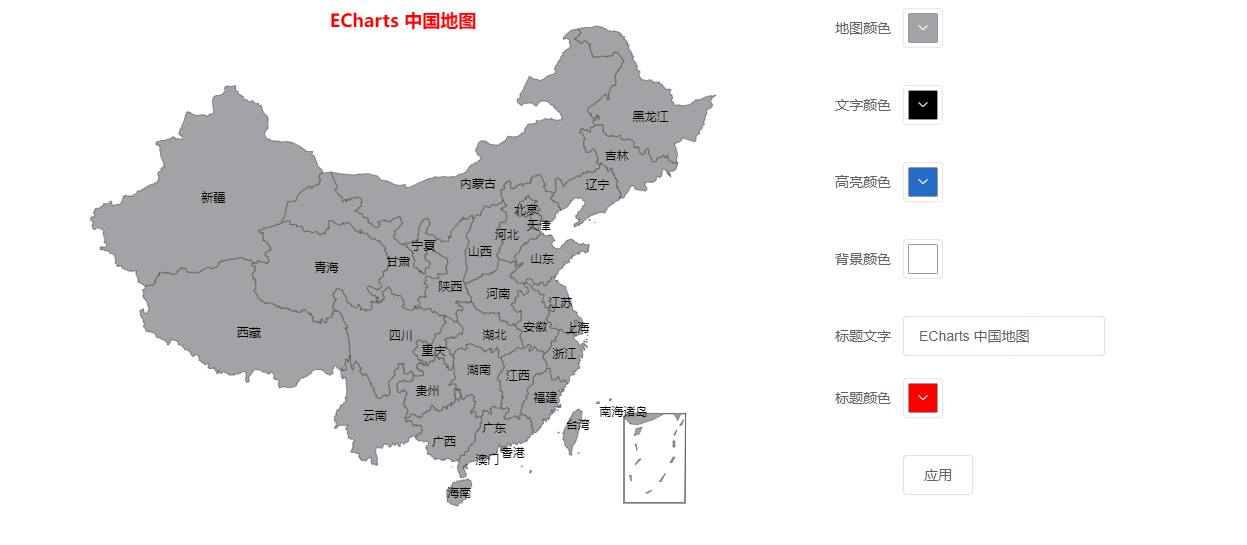 ECharts 中国地图
黑龙江
吉林
内蒙古
辽宁
新疆
北京
天津
河北
宁夏
山西
甘肃
山东
青海
陕西
河南
江苏
西藏
四川
湖北
安徽
上海
重庆
浙江
湖南
江西
贵州
福建
云南
南海诸岛
台湾
广东
广西
香港
澳门
海南
地图颜色
文字颜色
高亮颜色
背景颜色
标题文字 ECharts 中国地图
标题颜色
应用